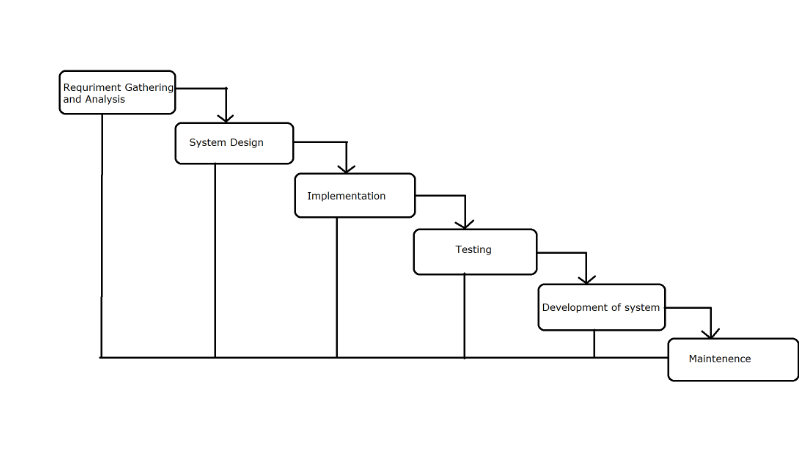 Requriment Gathering
and Analysis
System Design
Implementation
Testing
Development of system
Maintenence